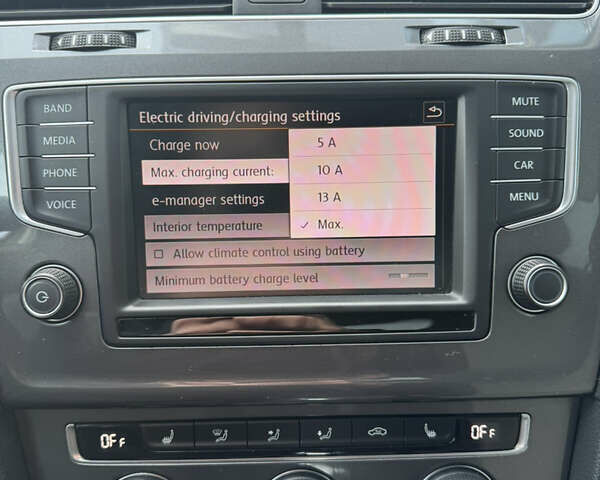 Electric driving/charging settings
Charge now
Max. charging current:
e-manager settings
Interior temperature
5 A
10 A
13 A
✓ Max.
Allow climate control using battery
Minimum battery charge level
BAND
MEDIA
PHONE
VOICE
MUTE
SOUND
CAR
MENU
OFF
OFF